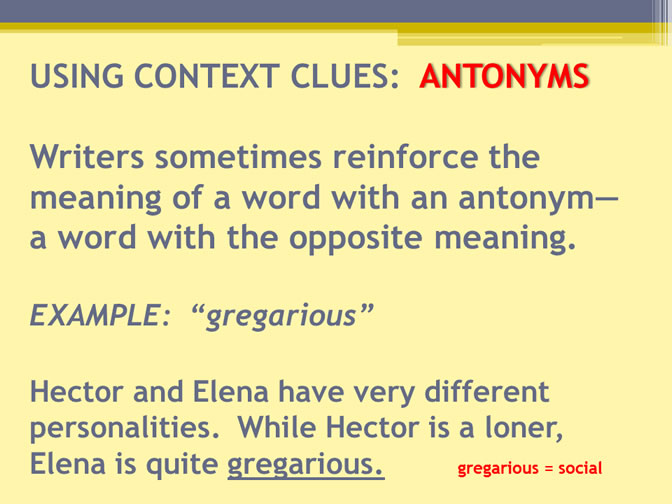 USING CONTEXT CLUES: ANTONYMS
Writers sometimes reinforce the
meaning of a word with an antonym—
a word with the opposite meaning.
EXAMPLE: “gregarious”
Hector and Elena have very different
personalities. While Hector is a loner,
Elena is quite gregarious. gregarious = social